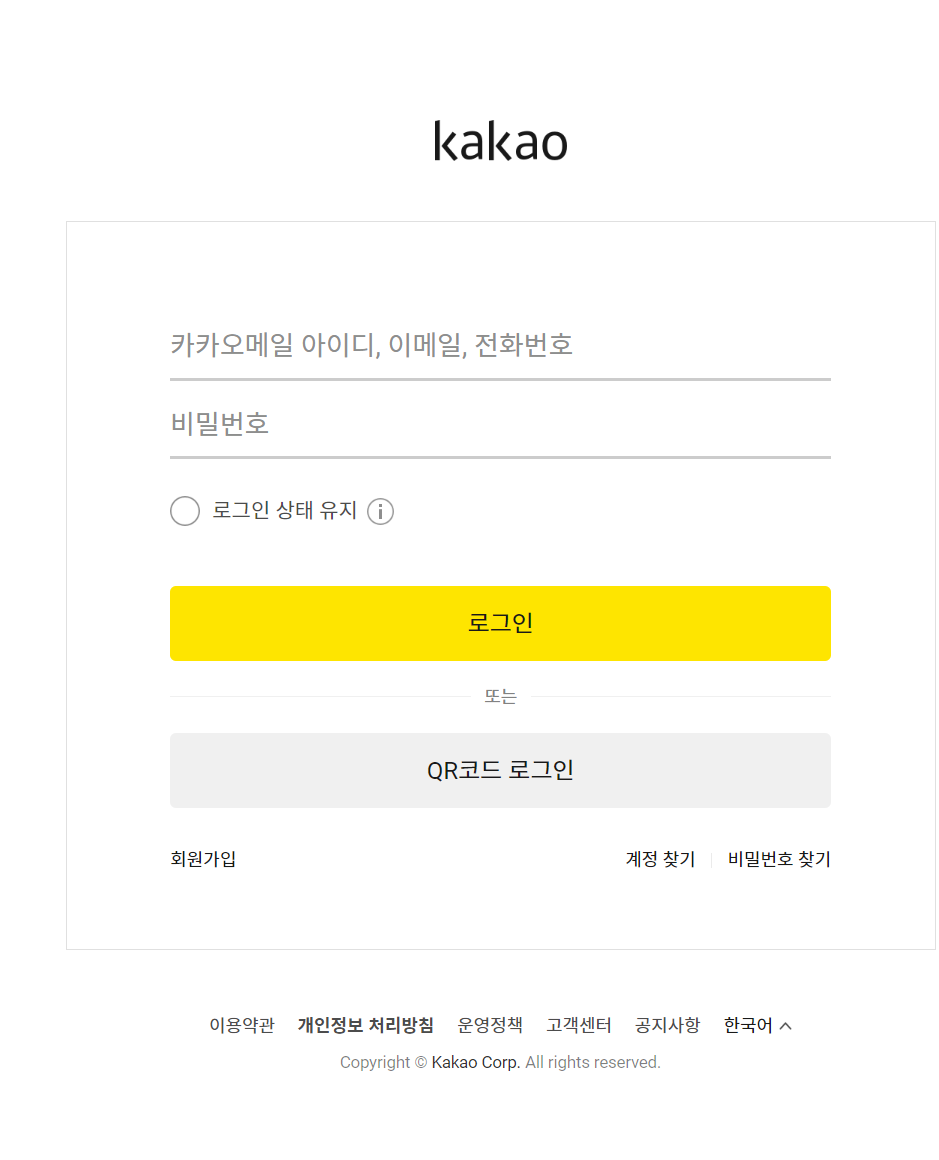 kakao
카카오메일 아이디, 이메일, 전화번호
비밀번호
로그인 상태 유지
로그인
또는
QR코드 로그인
회원가입 계정 찾기 비밀번호 찾기
이용약관 개인정보 처리방침 운영정책 고객센터 공지사항 한국어
Copyright © Kakao Corp. All rights reserved.